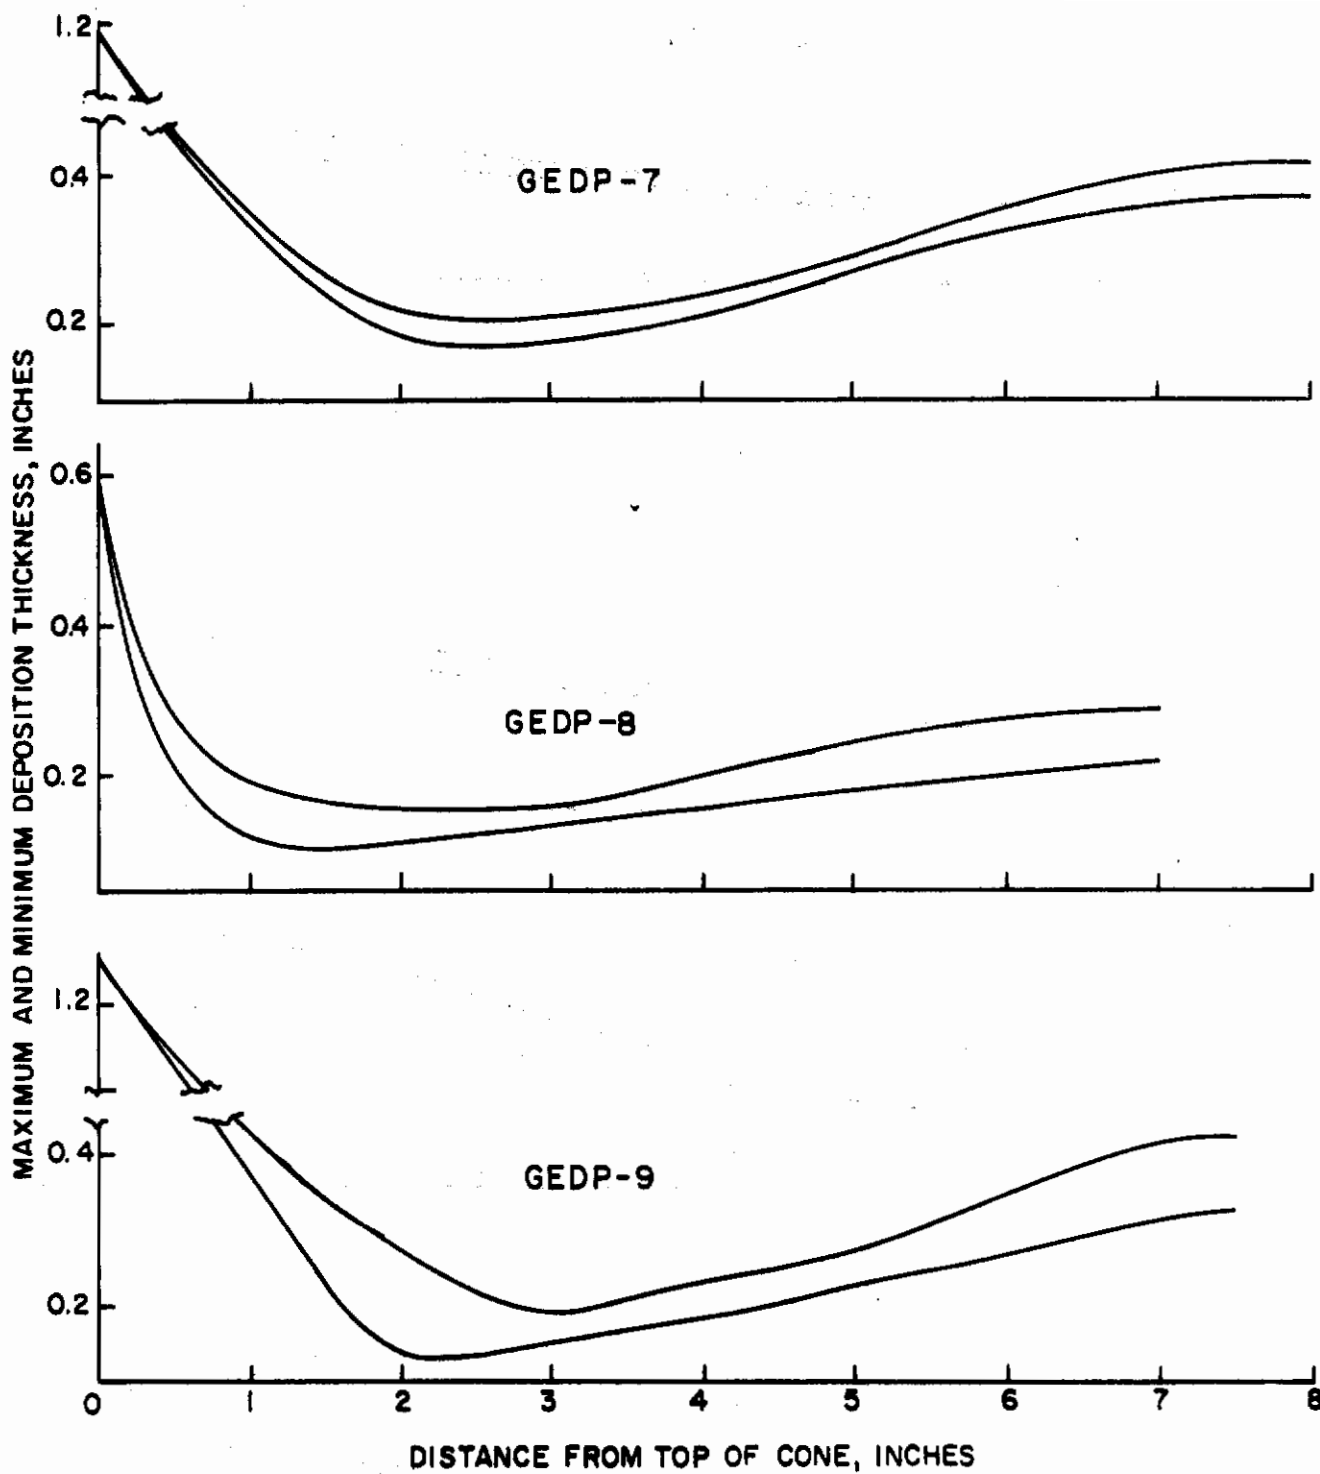 1.2
0.4
GEDP-7
0.2
MAXIMUM AND MINIMUM DEPOSITION THICKNESS, INCHES
0.6
0.4
GEDP-8
0.2
1.2
0.4
GEDP-9
0.2
0 1 2 3 4 5 6 7 8
DISTANCE FROM TOP OF CONE, INCHES